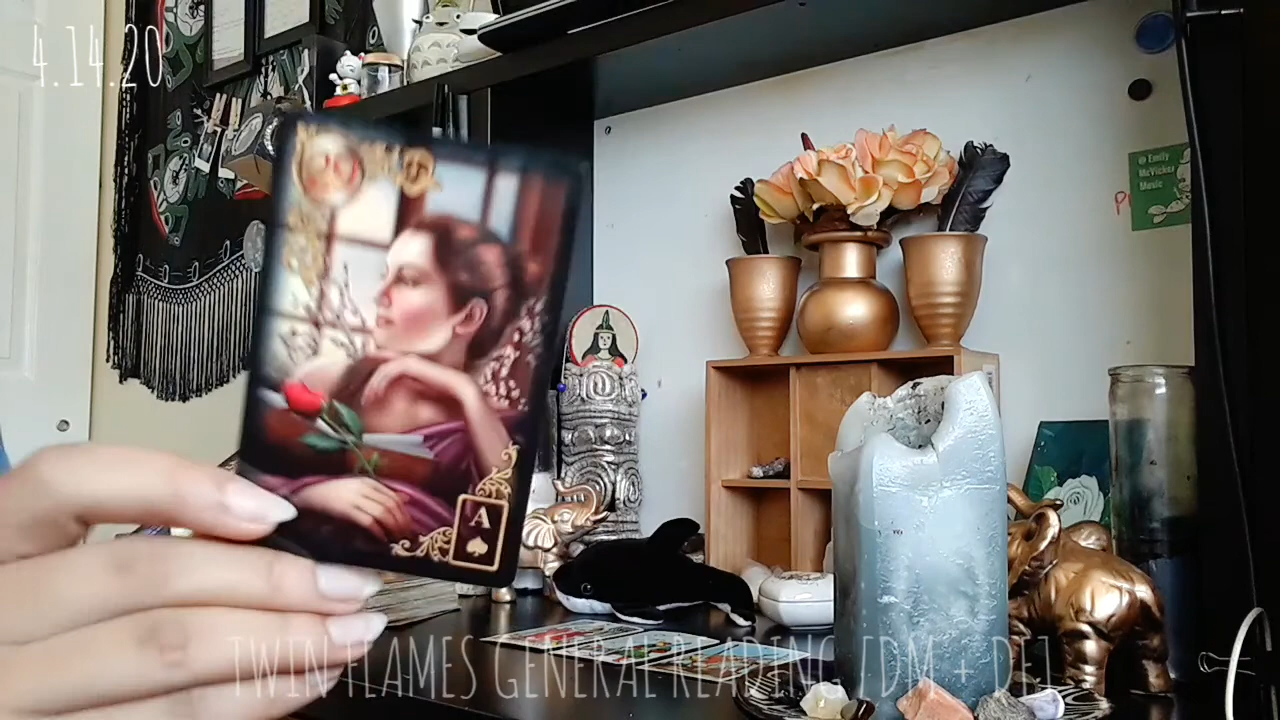 4.14.20
@ Emily
McVicker
Music
A
TWIN FLAMES GENERAL READING [DM + DF]